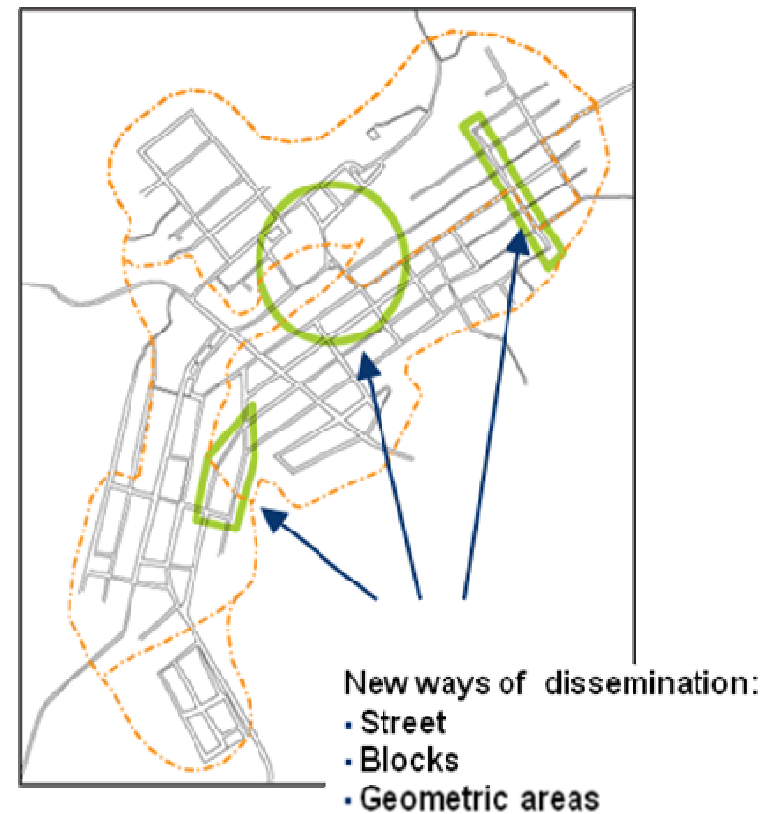 New ways of dissemination:
▪ Street
▪ Blocks
▪ Geometric areas